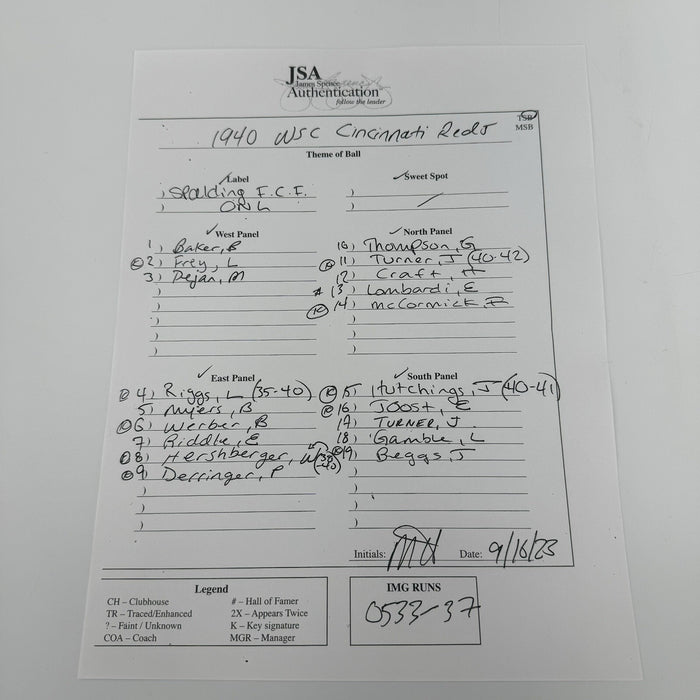 JSA
James Spence
Authentication
follow the leader
1940 WSC Cincinnati Reds
TSB
MSB
Theme of Ball
Label
) Spalding F.C.F.
) ONL
Sweet Spot
)
)
West Panel
1) Baker, B
2) Frey, L
3) Dejan, M
)
)
)
)
)
North Panel
10) Thompson, G
11) Turner, J (40-42)
12) Craft, H
# 13) Lombardi, E
14) McCormick, F
)
)
)
East Panel
4) Riggs, L (35-40)
5) Myers, B
6) Werber, B
7) Riddle, E
8) Hershberger, W (38-40)
9) Derringer, P
)
)
)
South Panel
15) Hutchings, J (40-41)
16) Joost, E
17) TURNER, J.
18) Gamble, L
19) Beggs, J
)
)
)
)
Initials: MH Date: 9/18/23
Legend
CH – Clubhouse # – Hall of Famer
TR – Traced/Enhanced 2X – Appears Twice
? – Faint / Unknown K – Key signature
COA – Coach MGR – Manager
IMG RUNS
0533-37